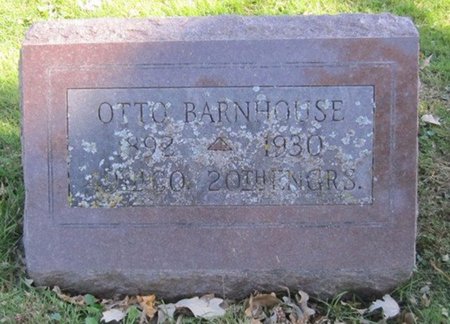 OTTO BARNHOUSE
1892 1930
CO. 20TH ENGRS.